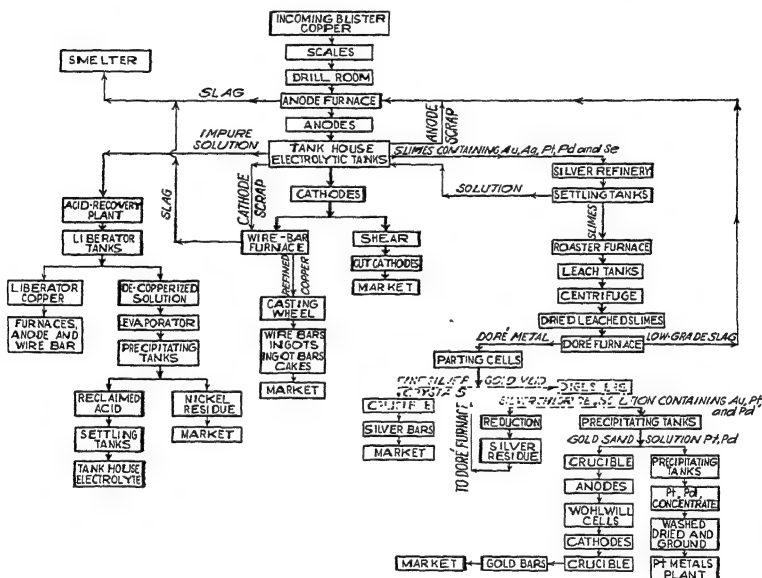 INCOMING BLISTER
COPPER
SCALES
DRILL ROOM
SMELTER
SLAG
ANODE FURNACE
ANODES
ANODE
SCRAP
IMPURE
SOLUTION
TANK HOUSE
ELECTROLYTIC TANKS
SLIMES CONTAINING Au, Ag, Pt, Pd and Se
SILVER REFINERY
SOLUTION
SETTLING TANKS
CATHODES
CATHODE
SCRAP
SLAG
ACID-RECOVERY
PLANT
LIBERATOR
TANKS
WIRE-BAR
FURNACE
SHEAR
CUT CATHODES
MARKET
SLIMES
ROASTER FURNACE
LEACH TANKS
CENTRIFUGE
DRIED LEACHED SLIMES
LIBERATOR
COPPER
FURNACES,
ANODE AND
WIRE BAR
DE-COPPERIZED
SOLUTION
EVAPORATOR
PRECIPITATING
TANKS
REFINED
COPPER
CASTING
WHEEL
WIRE BARS
INGOTS
INGOT BARS
CAKES
MARKET
DORÉ METAL
DORÉ FURNACE
LOW-GRADE SLAG
PARTING CELLS
RECLAIMED
ACID
SETTLING
TANKS
TANK HOUSE
ELECTROLYTE
NICKEL
RESIDUE
MARKET
SILVER BARS
MARKET
TO DORÉ FURNACE
REDUCTION
SILVER
RESIDUE
SOLUTION CONTAINING Au, Pt,
and Pd
PRECIPITATING TANKS
GOLD SAND
SOLUTION Pt, Pd
CRUCIBLE
ANODES
WOHLWILL
CELLS
CATHODES
CRUCIBLE
GOLD BARS
MARKET
PRECIPITATING
TANKS
Pt, Pd,
CONCENTRATE
WASHED
DRIED AND
GROUND
Pt METALS
PLANT